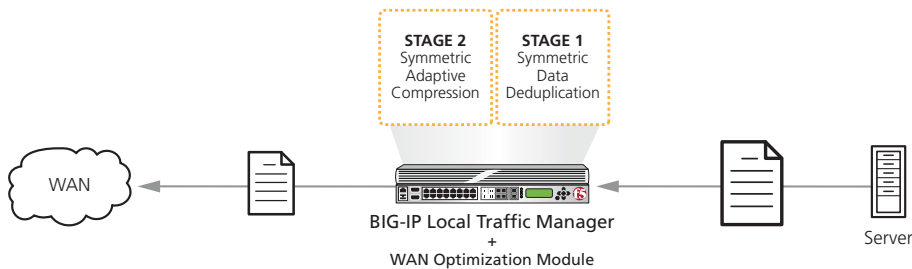 STAGE 2
Symmetric
Adaptive
Compression
STAGE 1
Symmetric
Data
Deduplication
WAN
BIG-IP Local Traffic Manager
+
WAN Optimization Module
Server